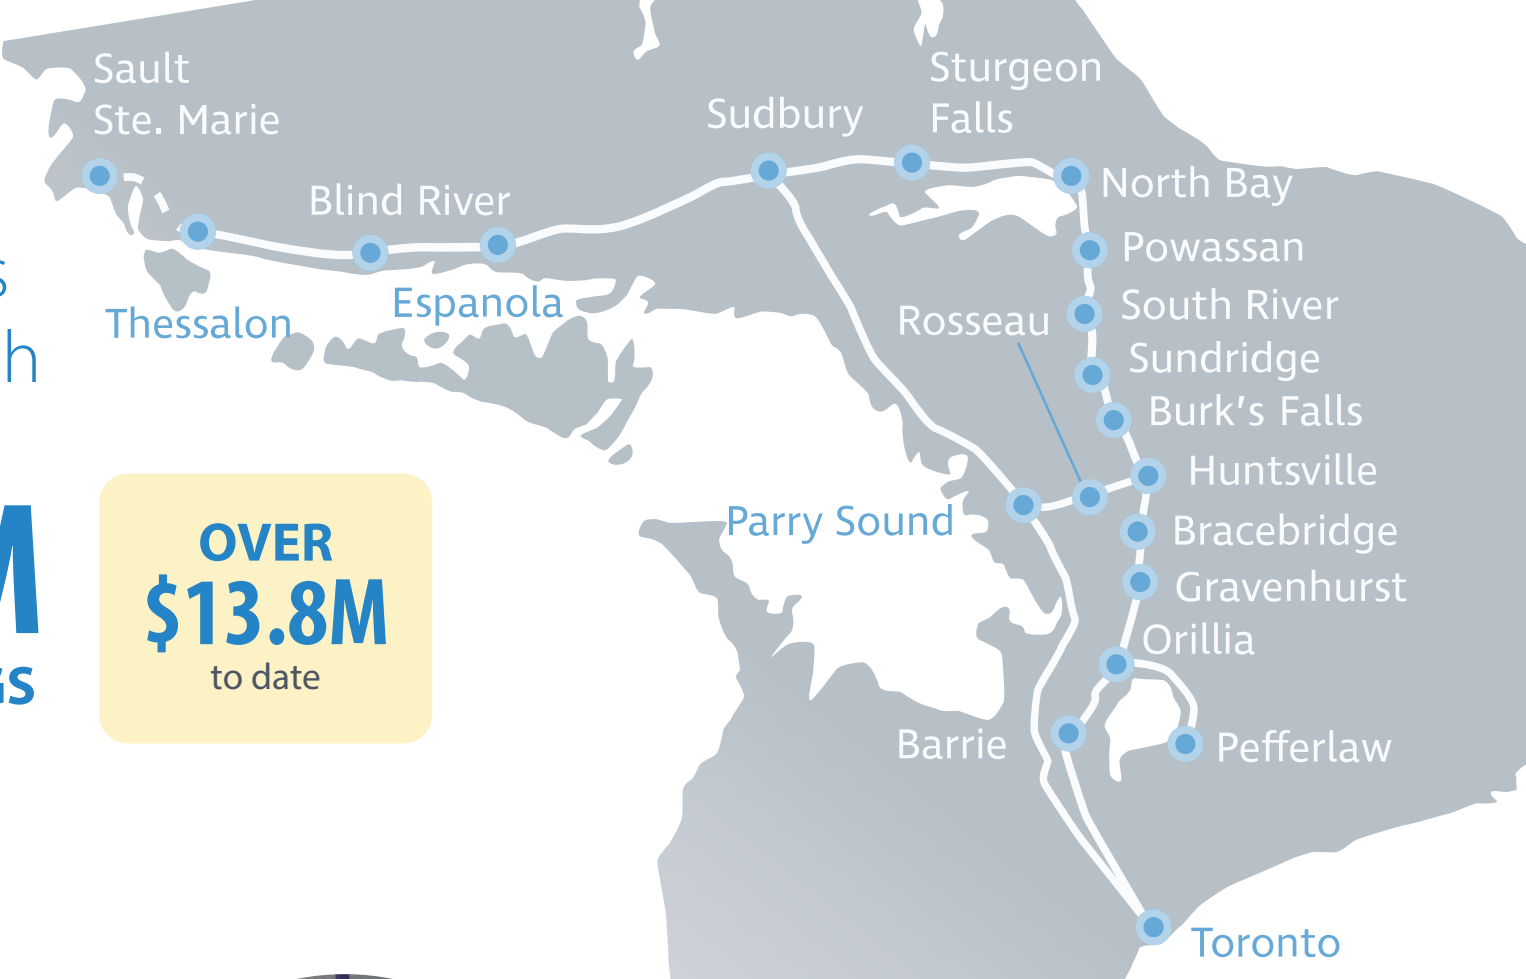 Sault
Ste. Marie
Sturgeon
Falls
Sudbury
North Bay
Blind River
Powassan
Espanola
South River
Thessalon
Rosseau
Sundridge
Burk's Falls
Huntsville
Parry Sound
Bracebridge
Gravenhurst
Orillia
Barrie
Pefferlaw
Toronto
OVER
$13.8M
to date